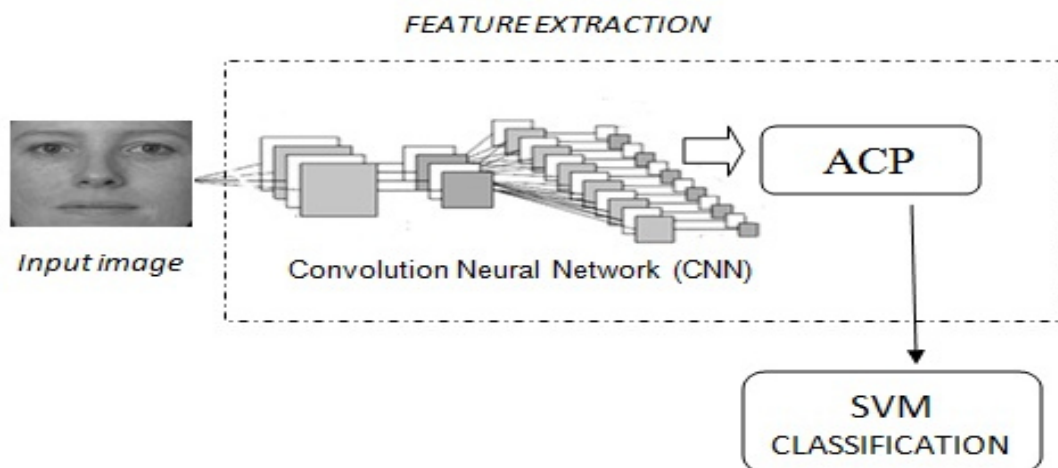 FEATURE EXTRACTION
ACP
Input image
Convolution Neural Network (CNN)
SVM
CLASSIFICATION